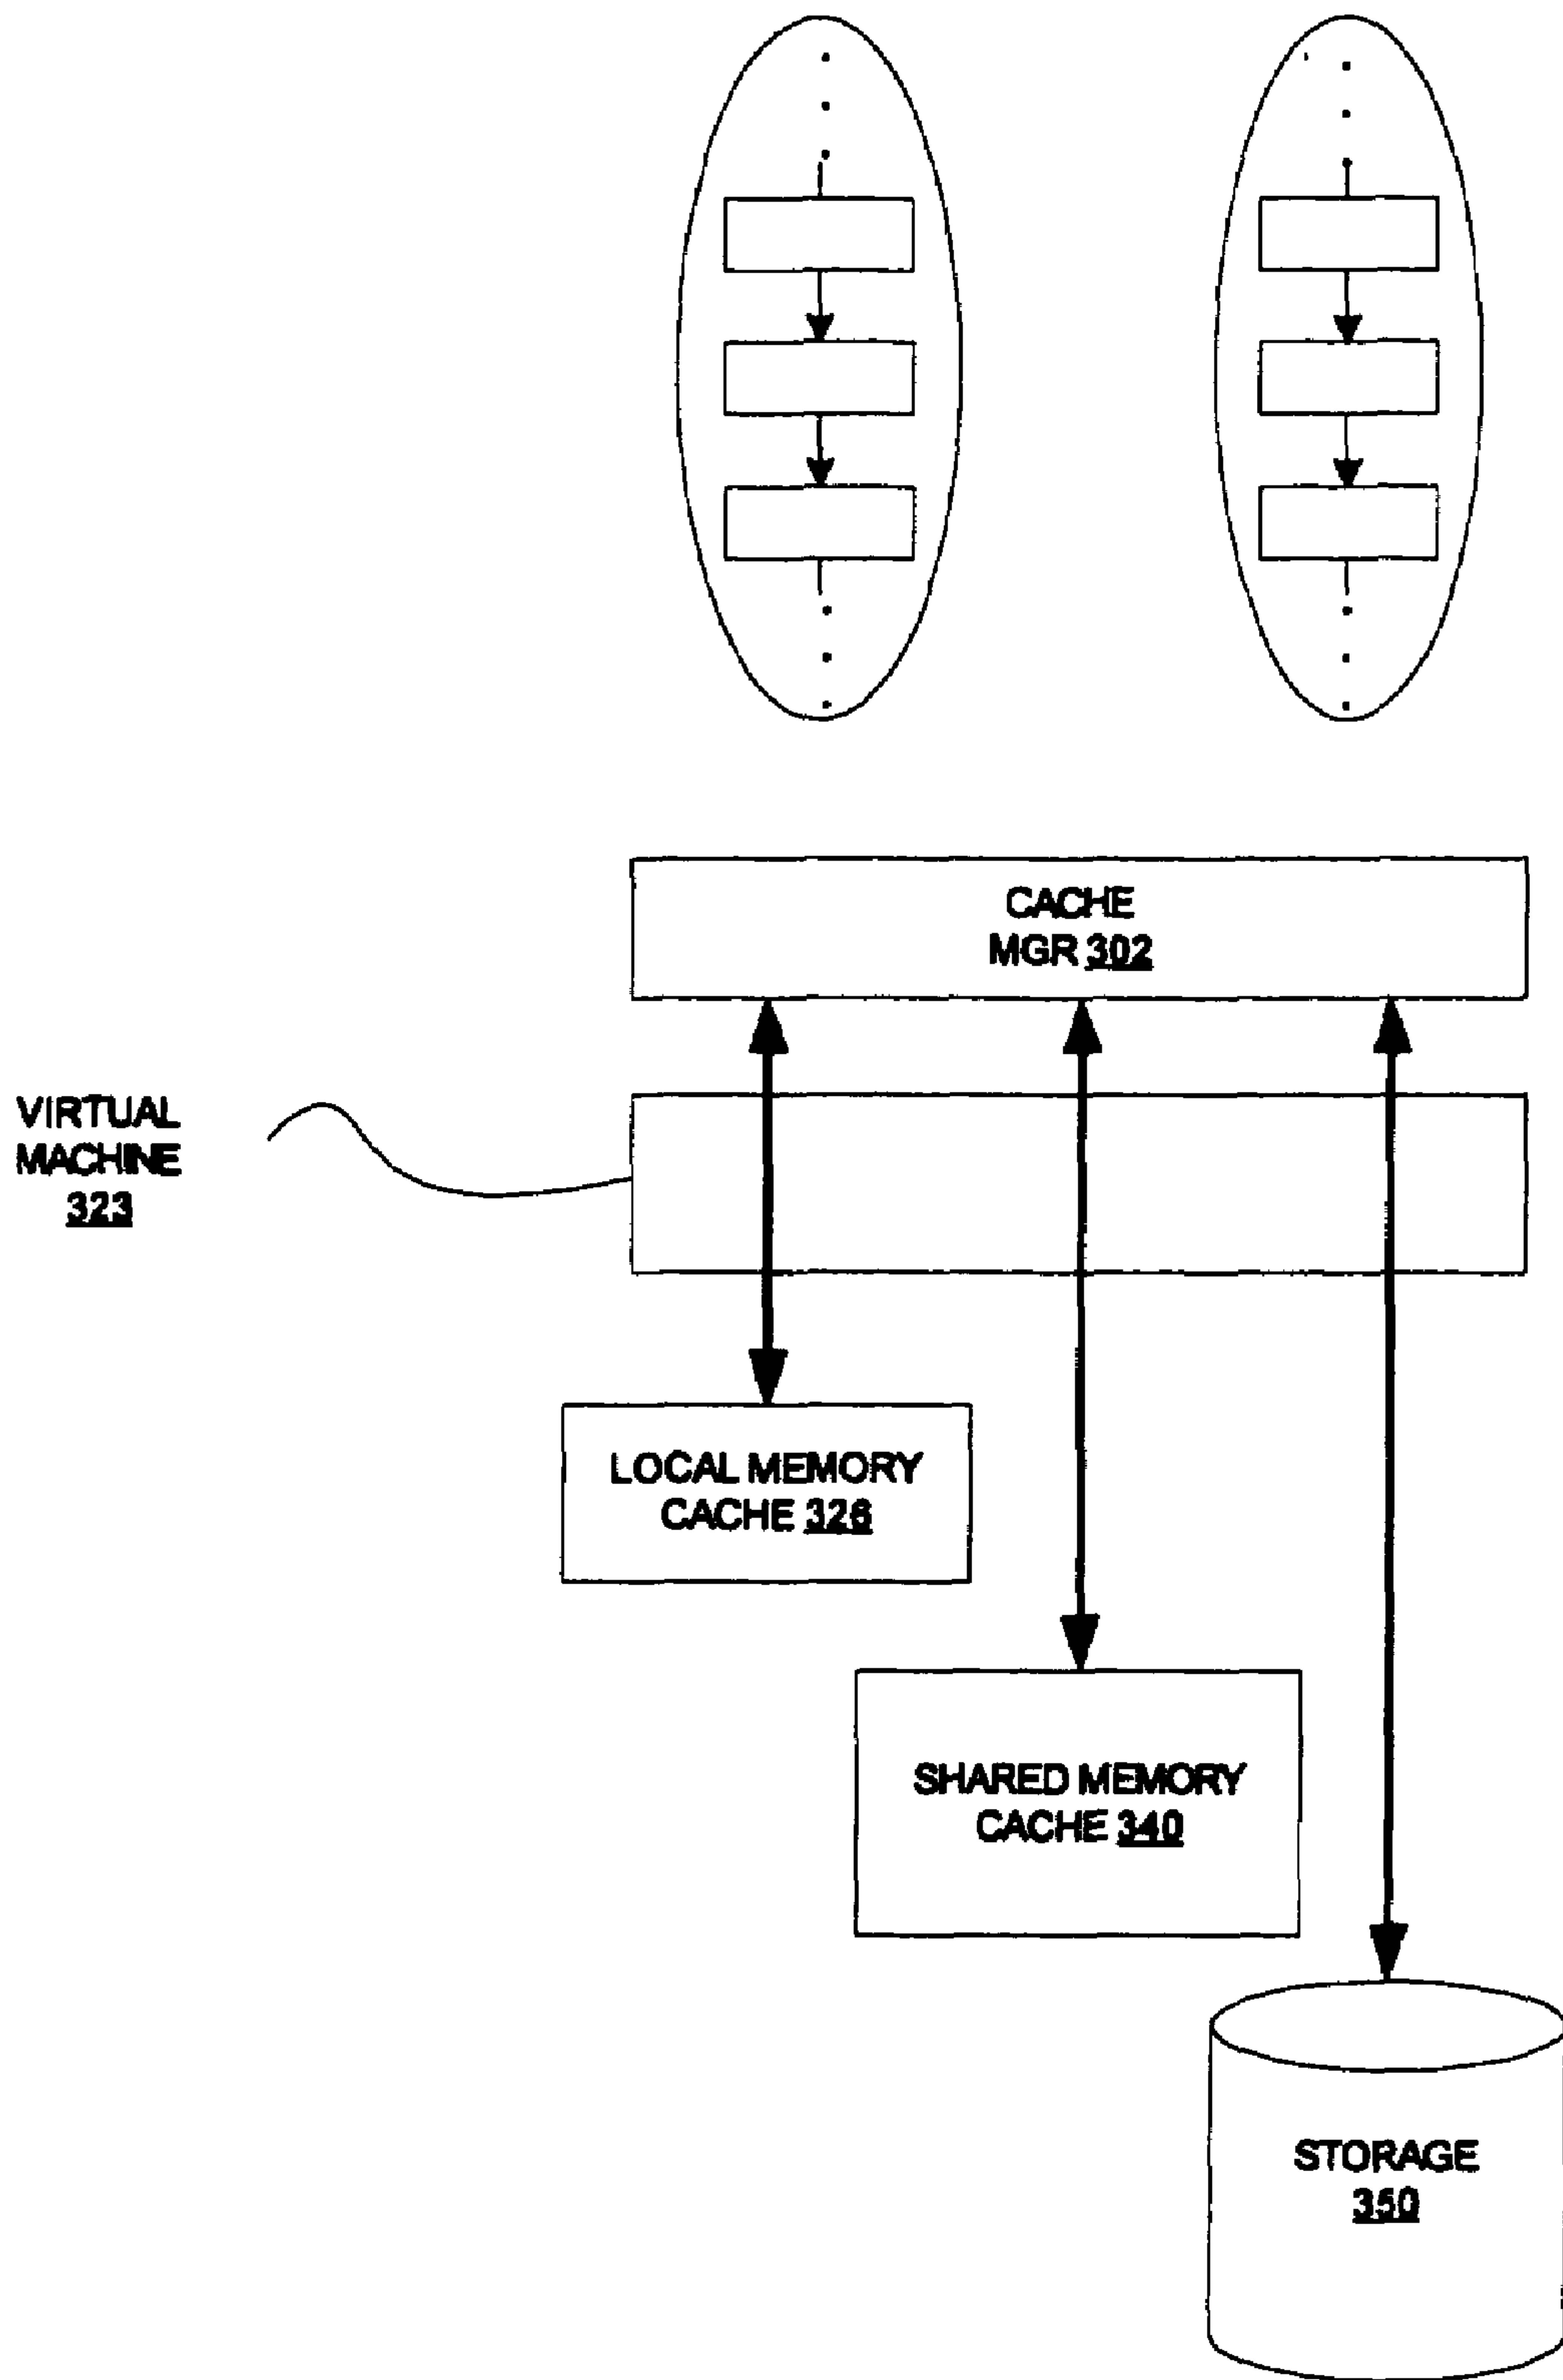 CACHE
MGR 302
VIRTUAL
MACHINE
323
LOCAL MEMORY
CACHE 326
SHARED MEMORY
CACHE 340
STORAGE
350